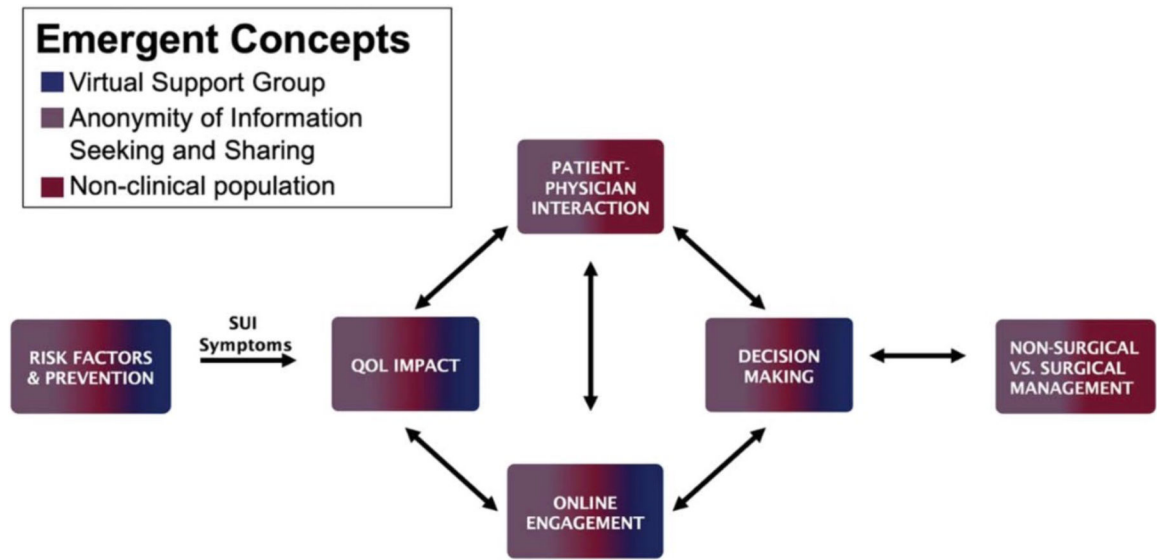 Emergent Concepts
Virtual Support Group
Anonymity of Information
Seeking and Sharing
Non-clinical population
PATIENT-
PHYSICIAN
INTERACTION
SUI
Symptoms
RISK FACTORS
& PREVENTION
QOL IMPACT
DECISION
MAKING
NON-SURGICAL
VS. SURGICAL
MANAGEMENT
ONLINE
ENGAGEMENT